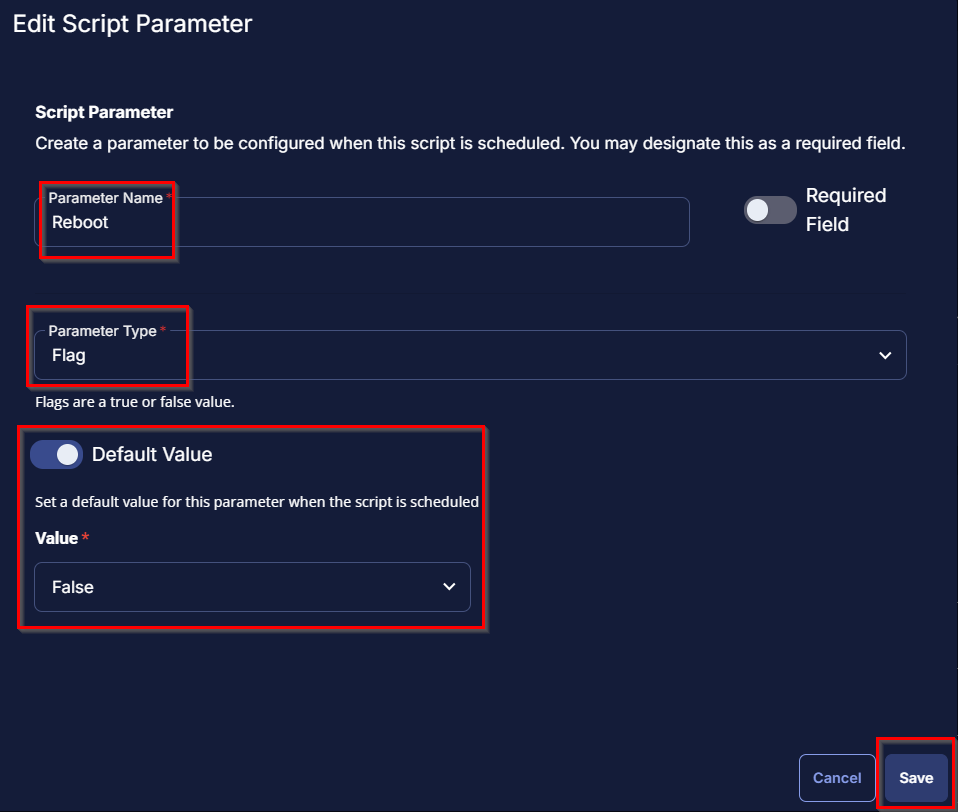 Edit Script Parameter
Script Parameter
Create a parameter to be configured when this script is scheduled. You may designate this as a required field.
Parameter Name *
Reboot
Required
Field
Parameter Type *
Flag
Flags are a true or false value.
Default Value
Set a default value for this parameter when the script is scheduled
Value *
False
Cancel
Save